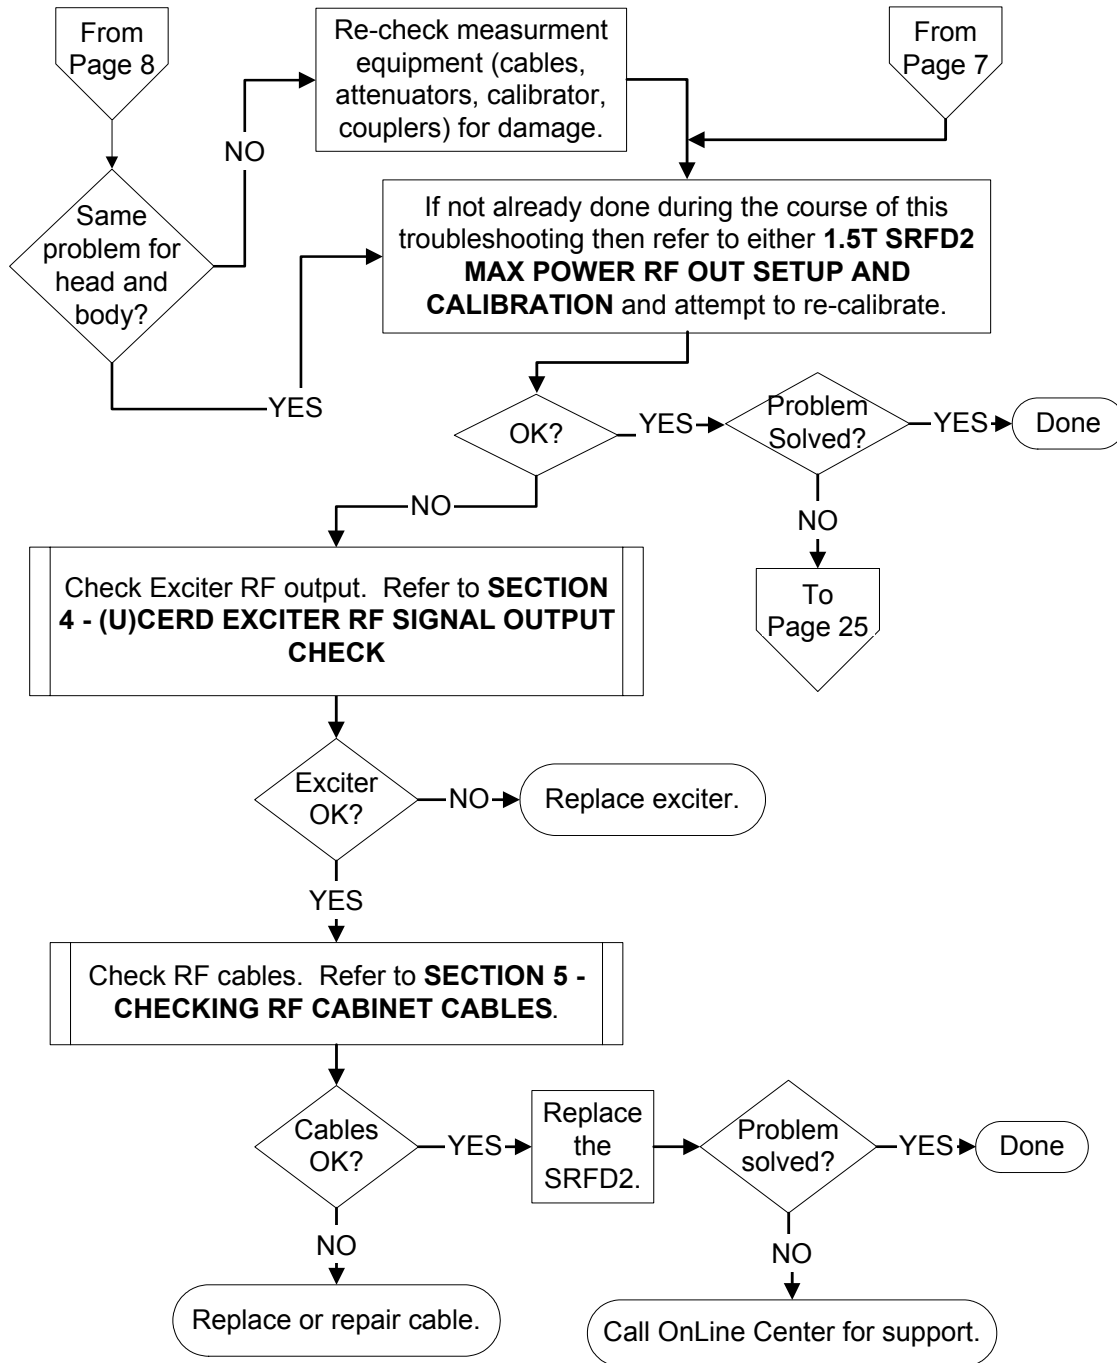 From
Page 8
Re-check measurment
equipment (cables,
attenuators, calibrator,
couplers) for damage.
From
Page 7
NO
Same
problem for
head and
body?
If not already done during the course of this
troubleshooting then refer to either 1.5T SRFD2
MAX POWER RF OUT SETUP AND
CALIBRATION and attempt to re-calibrate.
YES
OK?
YES
Problem
Solved?
YES
Done
NO
NO
To
Page 25
Check Exciter RF output. Refer to SECTION
4 - (U)CERD EXCITER RF SIGNAL OUTPUT
CHECK
Exciter
OK?
NO
Replace exciter.
YES
Check RF cables. Refer to SECTION 5 -
CHECKING RF CABINET CABLES.
Cables
OK?
YES
Replace
the
SRFD2.
Problem
solved?
YES
Done
NO
NO
Replace or repair cable.
Call OnLine Center for support.